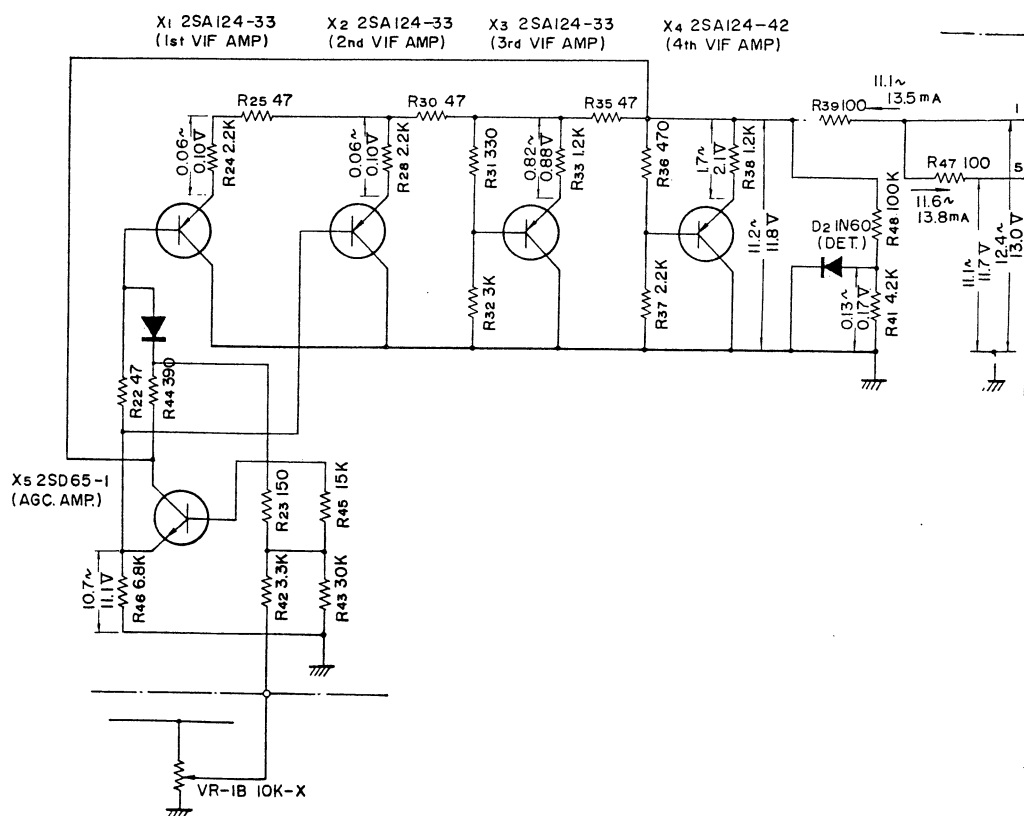 X1 2SA124-33
(1st VIF AMP)
X2 2SA124-33
(2nd VIF AMP)
X3 2SA124-33
(3rd VIF AMP)
X4 2SA124-42
(4th VIF AMP)
R25 47
R30 47
R35 47
R39 100
11.1~
13.5mA
1
0.06~
0.10V
R24 2.2K
0.06~
0.10V
R28 2.2K
R31 330
0.82~
0.88V
R33 1.2K
R36 470
1.7~
2.1V
R38 1.2K
11.2~
11.8V
R47 100
5
11.6~
13.8mA
R48 100K
D2 1N60
(DET.)
0.13~
0.17V
R41 4.2K
11.1~
11.7V
12.4~
13.0V
R32 3K
R37 2.2K
R22 47
R44 390
X5 2SD65-1
(AGC. AMP.)
R23 150
R45 15K
10.7~
11.1V
R46 6.8K
R42 3.3K
R43 30K
VR-1B 10K-X